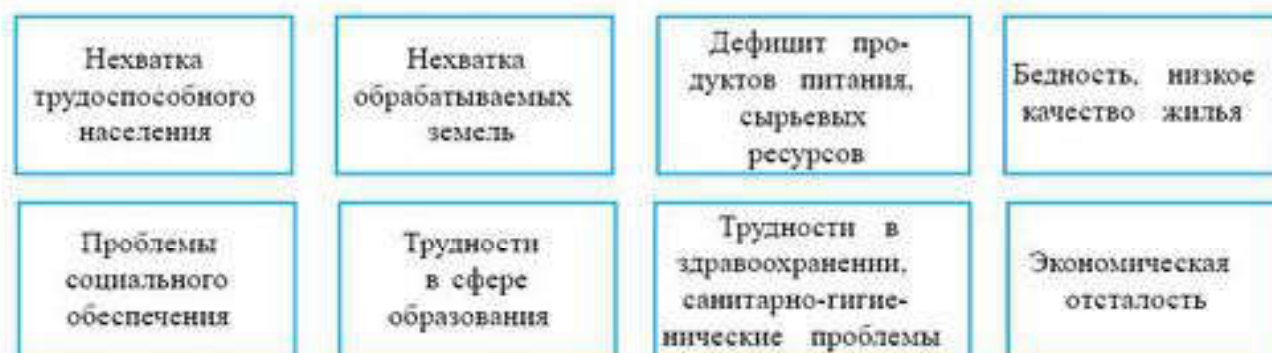 Нехватка
трудоспособного
населения
Нехватка
обрабатываемых
земель
Дефицит про-
дуктов питания,
сырьевых
ресурсов
Бедность, низкое
качество жилья
Проблемы
социального
обеспечения
Трудности
в сфере
образования
Трудности в
здравоохранении,
санитарно-гигие-
нические проблемы
Экономическая
отсталость